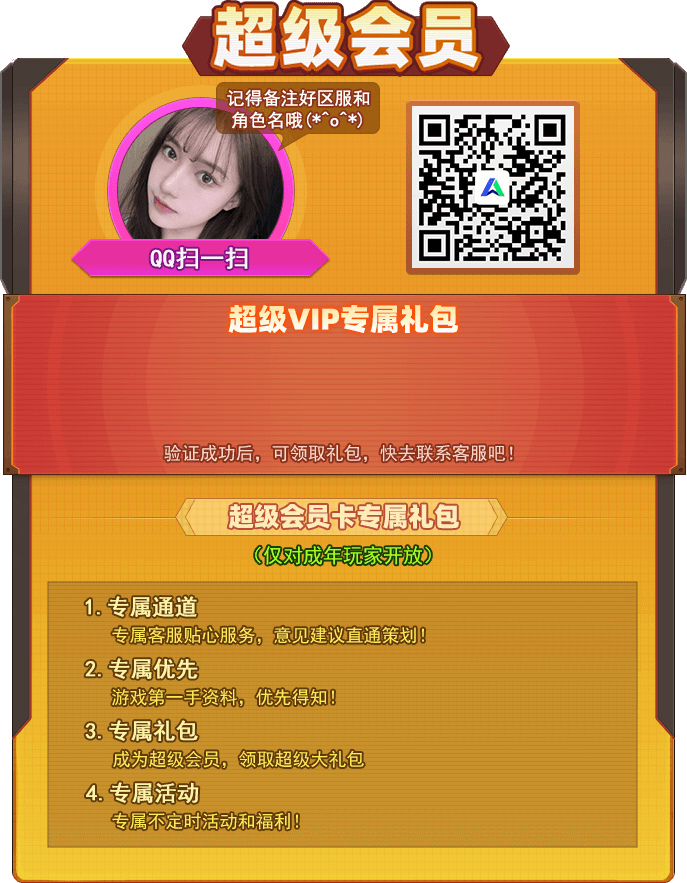 超级会员
记得备注好区服和
角色名哦(*^o^*)
QQ扫一扫
超级VIP专属礼包
验证成功后，可领取礼包，快去联系客服吧！
超级会员卡专属礼包
（仅对成年玩家开放）
1. 专属通道
专属客服贴心服务，意见建议直通策划！
2. 专属优先
游戏第一手资料，优先得知！
3. 专属礼包
成为超级会员，领取超级大礼包
4. 专属活动
专属不定时活动和福利！